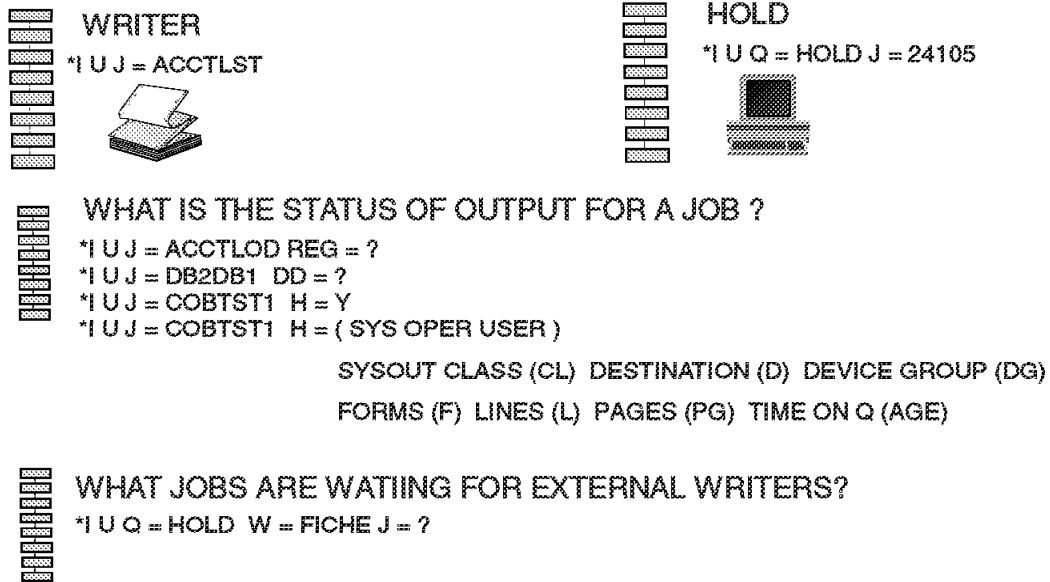 WRITER
*I U J = ACCTLST
HOLD
*I U Q = HOLD J = 24105
WHAT IS THE STATUS OF OUTPUT FOR A JOB ?
*I U J = ACCTLOD REG = ?
*I U J = DB2DB1 DD = ?
*I U J = COBTST1 H = Y
*I U J = COBTST1 H = ( SYS OPER USER )
SYSOUT CLASS (CL) DESTINATION (D) DEVICE GROUP (DG)
FORMS (F) LINES (L) PAGES (PG) TIME ON Q (AGE)
WHAT JOBS ARE WATIING FOR EXTERNAL WRITERS?
*I U Q = HOLD W = FICHE J = ?